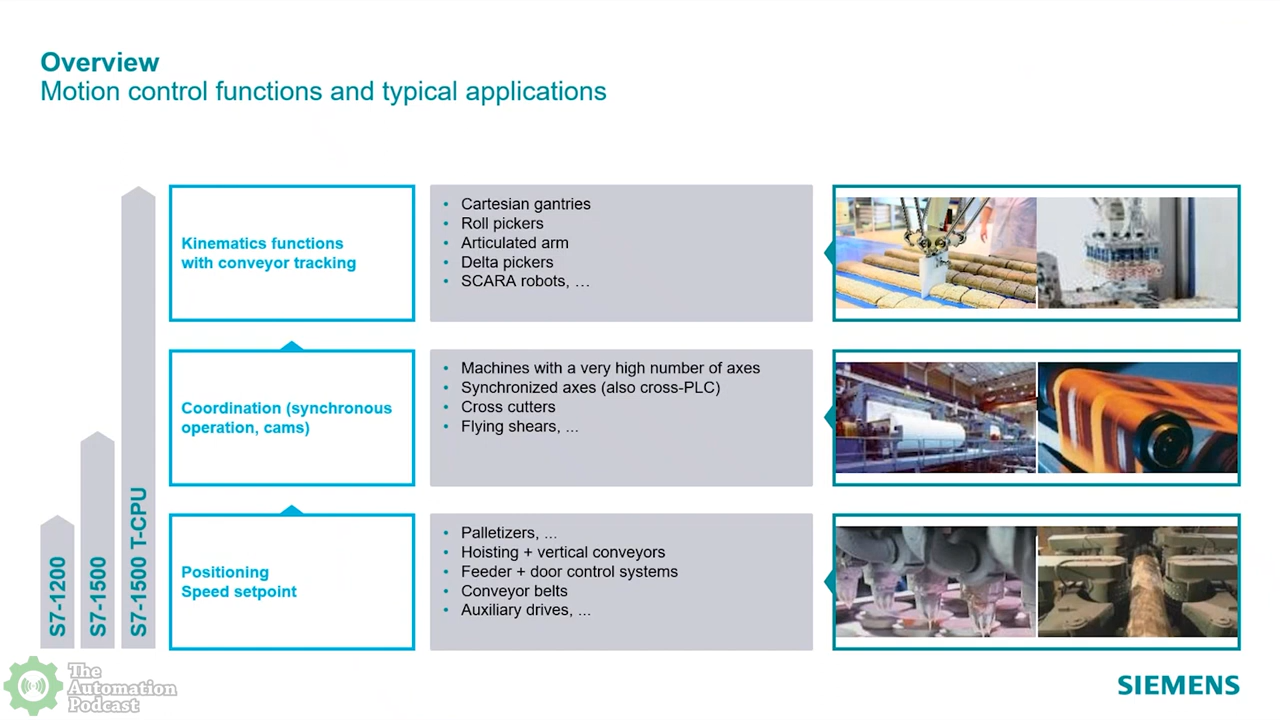 Overview
Motion control functions and typical applications
Kinematics functions
with conveyor tracking
• Cartesian gantries
• Roll pickers
• Articulated arm
• Delta pickers
• SCARA robots, …
Coordination (synchronous
operation, cams)
• Machines with a very high number of axes
• Synchronized axes (also cross-PLC)
• Cross cutters
• Flying shears, ...
Positioning
Speed setpoint
• Palletizers, ...
• Hoisting + vertical conveyors
• Feeder + door control systems
• Conveyor belts
• Auxiliary drives, ...
S7-1200
S7-1500
S7-1500 T-CPU
The
Automation
Podcast
SIEMENS